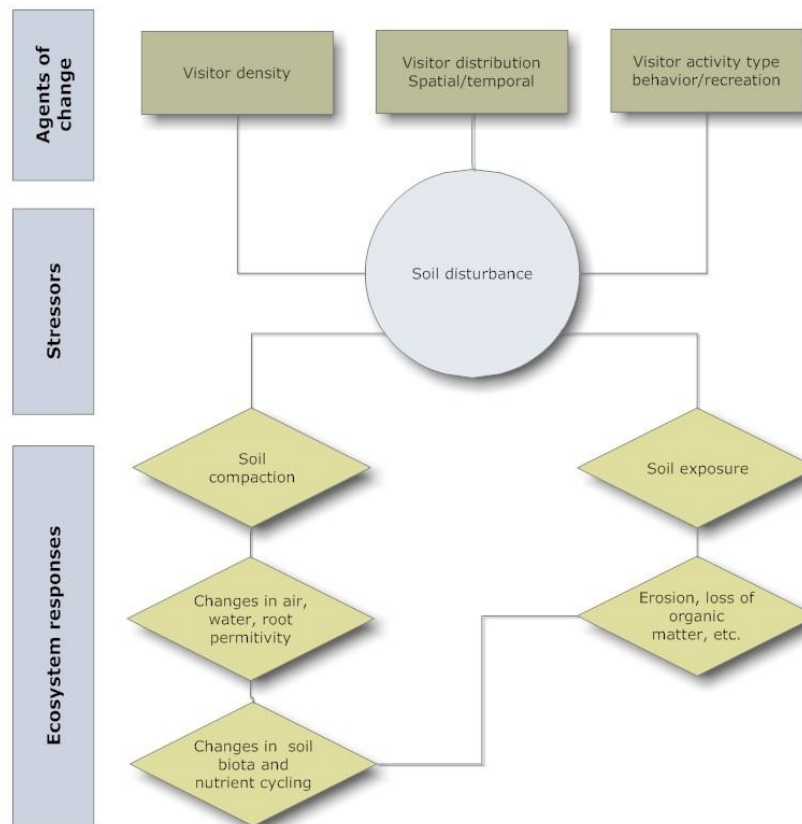 Agents of
change
Visitor density
Visitor distribution
Spatial/temporal
Visitor activity type
behavior/recreation
Stressors
Soil disturbance
Ecosystem responses
Soil
compaction
Soil exposure
Changes in air,
water, root
permitivity
Erosion, loss of
organic
matter, etc.
Changes in soil
biota and
nutrient cycling